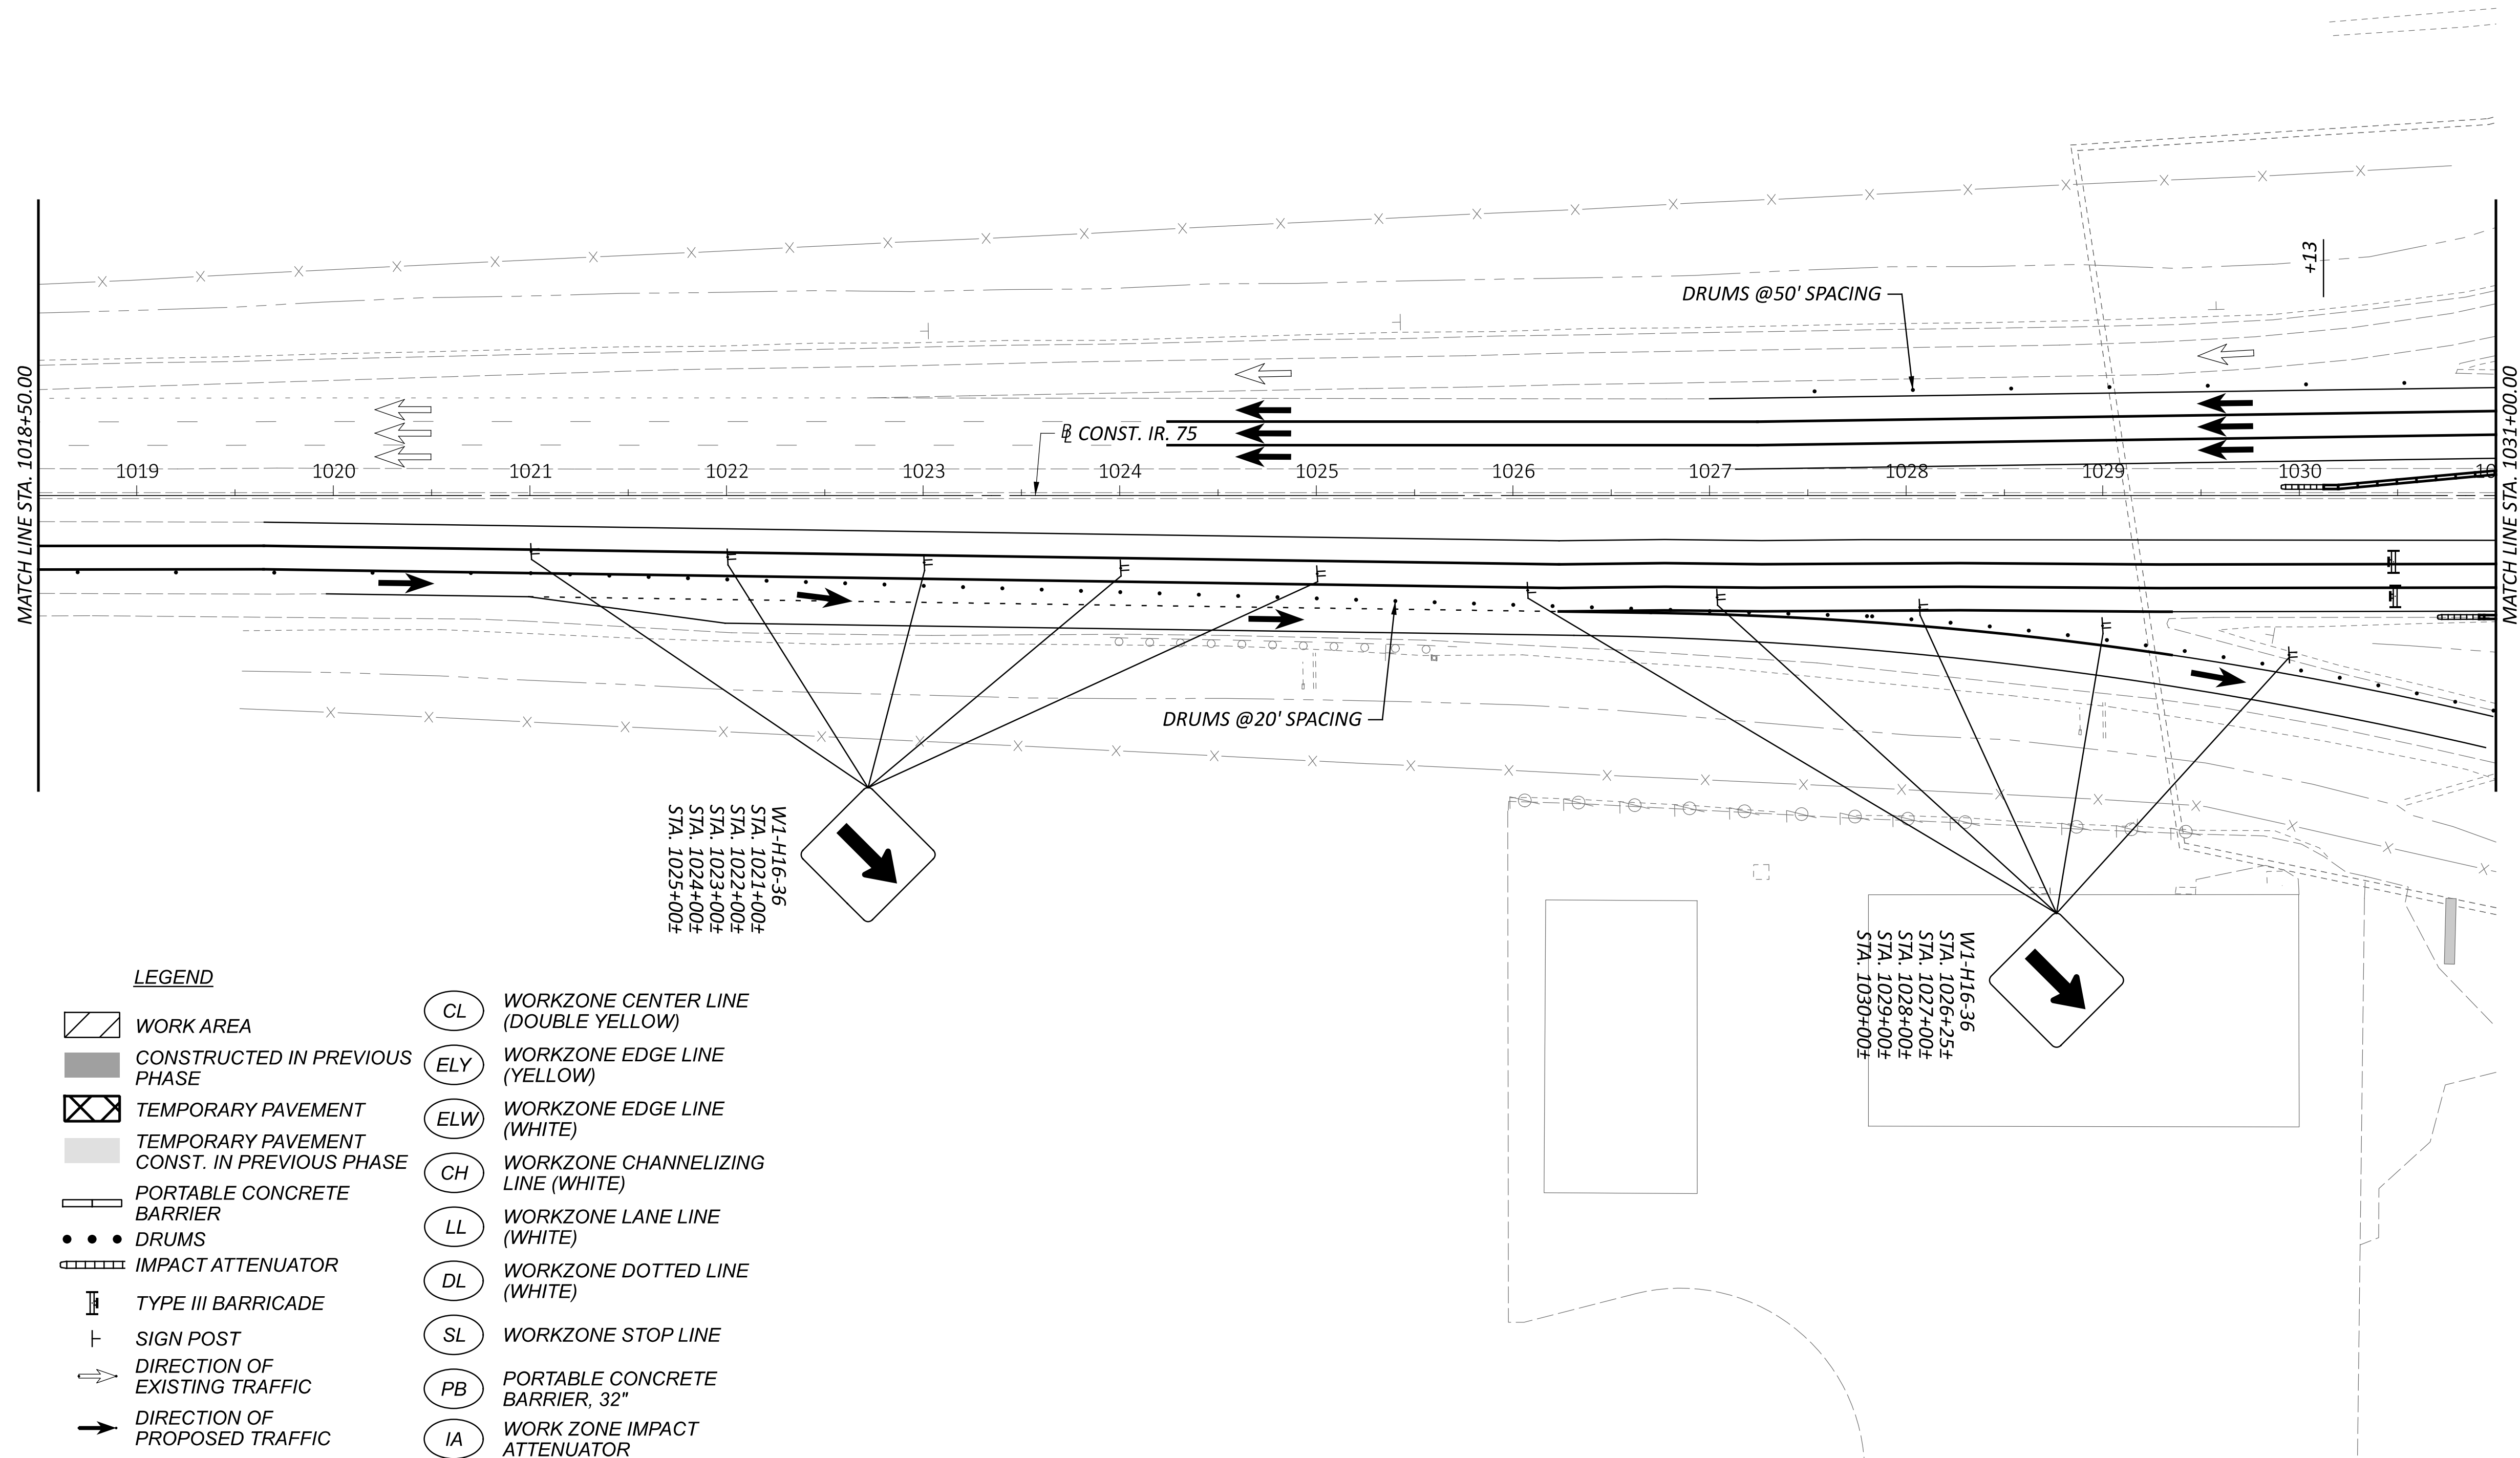 +13
DRUMS @50' SPACING
MATCH LINE STA. 1018+50.00
MATCH LINE STA. 1031+00.00
BL CONST. IR. 75
1019
1020
1021
1022
1023
1024
1025
1026
1027
1028
1029
1030
10
DRUMS @20' SPACING
W1-H16-36
STA. 1021+00±
STA. 1022+00±
STA. 1023+00±
STA. 1024+00±
STA. 1025+00±
W1-H16-36
STA. 1026+25±
STA. 1027+00±
STA. 1028+00±
STA. 1029+00±
STA. 1030+00±
LEGEND
WORK AREA
CONSTRUCTED IN PREVIOUS
PHASE
TEMPORARY PAVEMENT
TEMPORARY PAVEMENT
CONST. IN PREVIOUS PHASE
PORTABLE CONCRETE
BARRIER
DRUMS
IMPACT ATTENUATOR
TYPE III BARRICADE
SIGN POST
DIRECTION OF
EXISTING TRAFFIC
DIRECTION OF
PROPOSED TRAFFIC
CL WORKZONE CENTER LINE
(DOUBLE YELLOW)
ELY WORKZONE EDGE LINE
(YELLOW)
ELW WORKZONE EDGE LINE
(WHITE)
CH WORKZONE CHANNELIZING
LINE (WHITE)
LL WORKZONE LANE LINE
(WHITE)
DL WORKZONE DOTTED LINE
(WHITE)
SL WORKZONE STOP LINE
PB PORTABLE CONCRETE
BARRIER, 32"
IA WORK ZONE IMPACT
ATTENUATOR